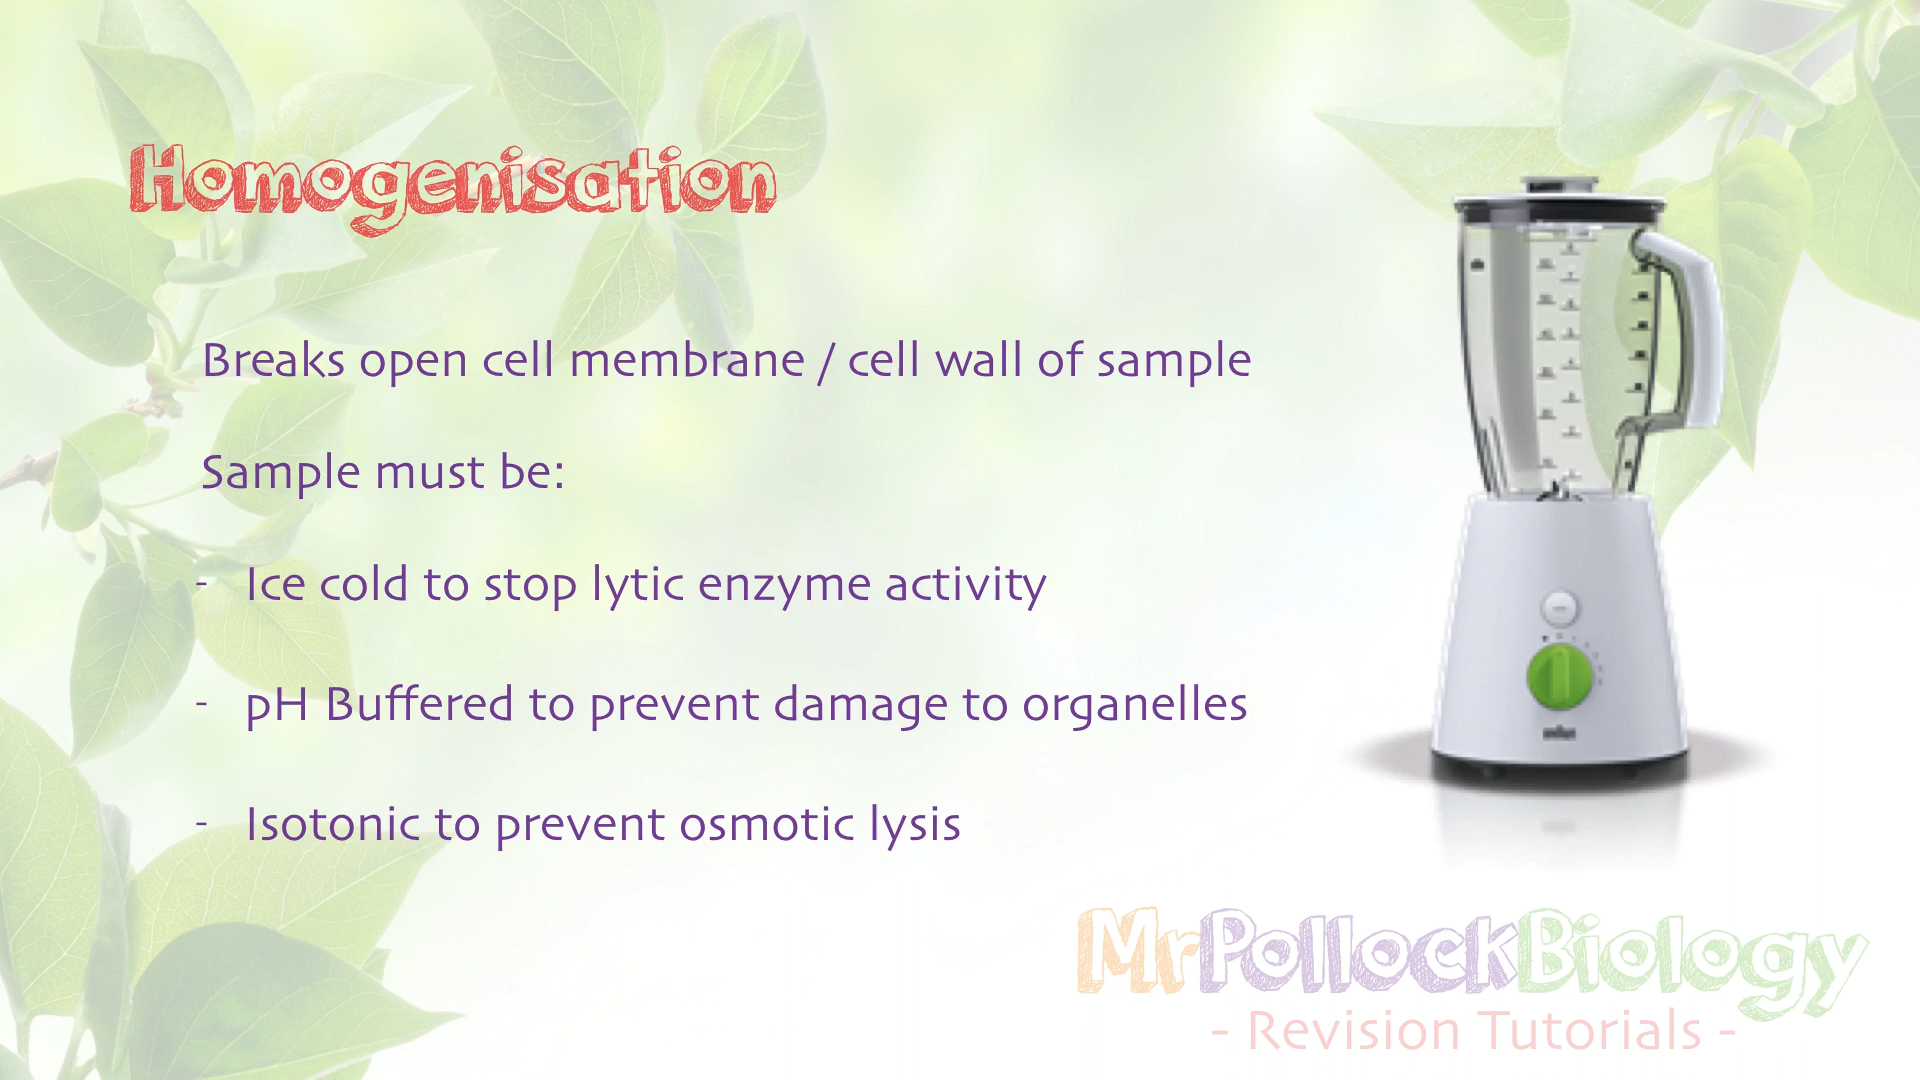 Homogenisation
Breaks open cell membrane / cell wall of sample
Sample must be:
- Ice cold to stop lytic enzyme activity
- pH Buffered to prevent damage to organelles
- Isotonic to prevent osmotic lysis
MrPollockBiology
- Revision Tutorials -